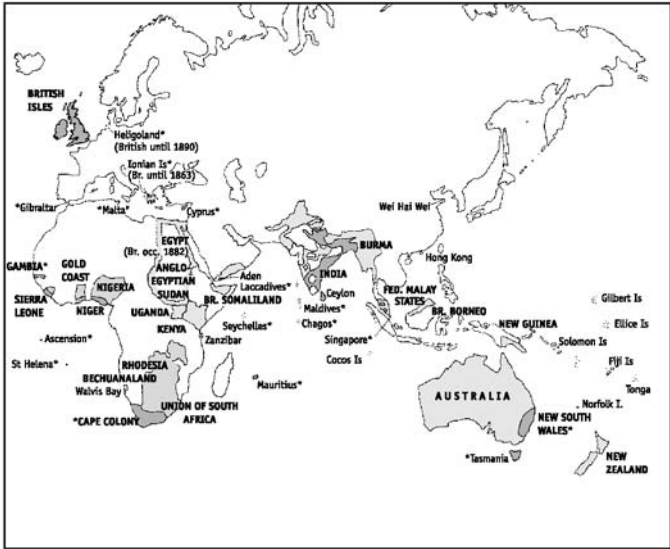 BRITISH
ISLES
Heligoland*
(British until 1890)
Ionian Is*
(Br. until 1863)
*Gibraltar
*Malta*
*Cyprus*
Wei Hai Wei
EGYPT
(Br. occ. 1882)
BURMA
GAMBIA*
GOLD
COAST
NIGERIA
ANGLO-
EGYPTIAN
SUDAN
Aden
Laccadives*
INDIA
Hong Kong
SIERRA
LEONE
NIGER
BR. SOMALILAND
Ceylon
FED. MALAY
STATES
UGANDA
KENYA
Maldives*
Seychelles*
Chagos*
BR. BORNEO
NEW GUINEA
Gilbert Is
Ellice Is
Ascension*
Zanzibar
Singapore*
Solomon Is
Cocos Is
St Helena*
RHODESIA
BECHUANALAND
Walvis Bay
Mauritius*
Fiji Is
Tonga
AUSTRALIA
Norfolk I.
*CAPE COLONY
UNION OF SOUTH
AFRICA
NEW SOUTH
WALES*
*Tasmania
NEW
ZEALAND